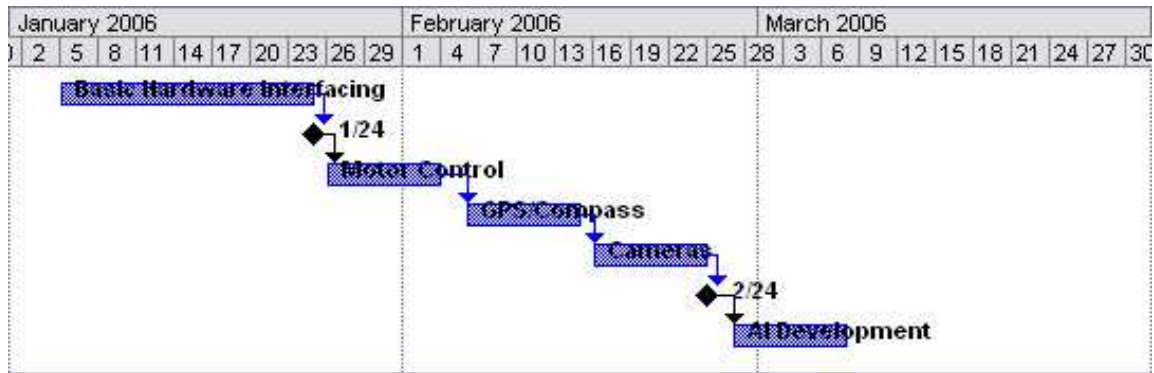 January 2006 February 2006 March 2006
2 5 8 11 14 17 20 23 26 29 1 4 7 10 13 16 19 22 25 28 3 6 9 12 15 18 21 24 27 30
Basic Hardware Interfacing
1/24
Motor Control
GPS/Compass
Cameras
2/24
AI Development